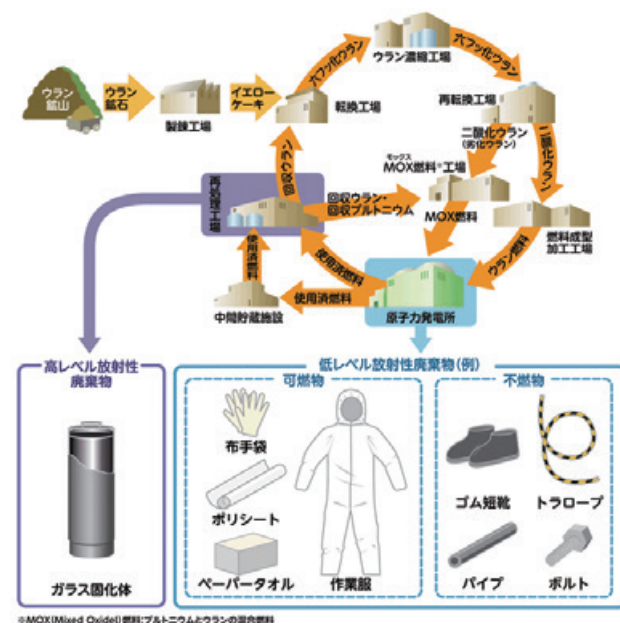 ウラン
鉱山
ウラン
鉱石
製錬工場
イエロー
ケーキ
転換工場
六フッ化ウラン
ウラン濃縮工場
六フッ化ウラン
再転換工場
二酸化ウラン
(劣化ウラン)
二酸化ウラン
モックス
MOX燃料※工場
MOX燃料
燃料成型
加工工場
ウラン燃料
回収ウラン
再処理工場
回収ウラン・
回収プルトニウム
使用済燃料
使用済燃料
使用済燃料
中間貯蔵施設
原子力発電所
高レベル放射性
廃棄物
ガラス固化体
低レベル放射性廃棄物(例)
可燃物
布手袋
ポリシート
ペーパータオル
作業服
不燃物
ゴム短靴
トラロープ
パイプ
ボルト
※MOX(Mixed Oxide)燃料:プルトニウムとウランの混合燃料